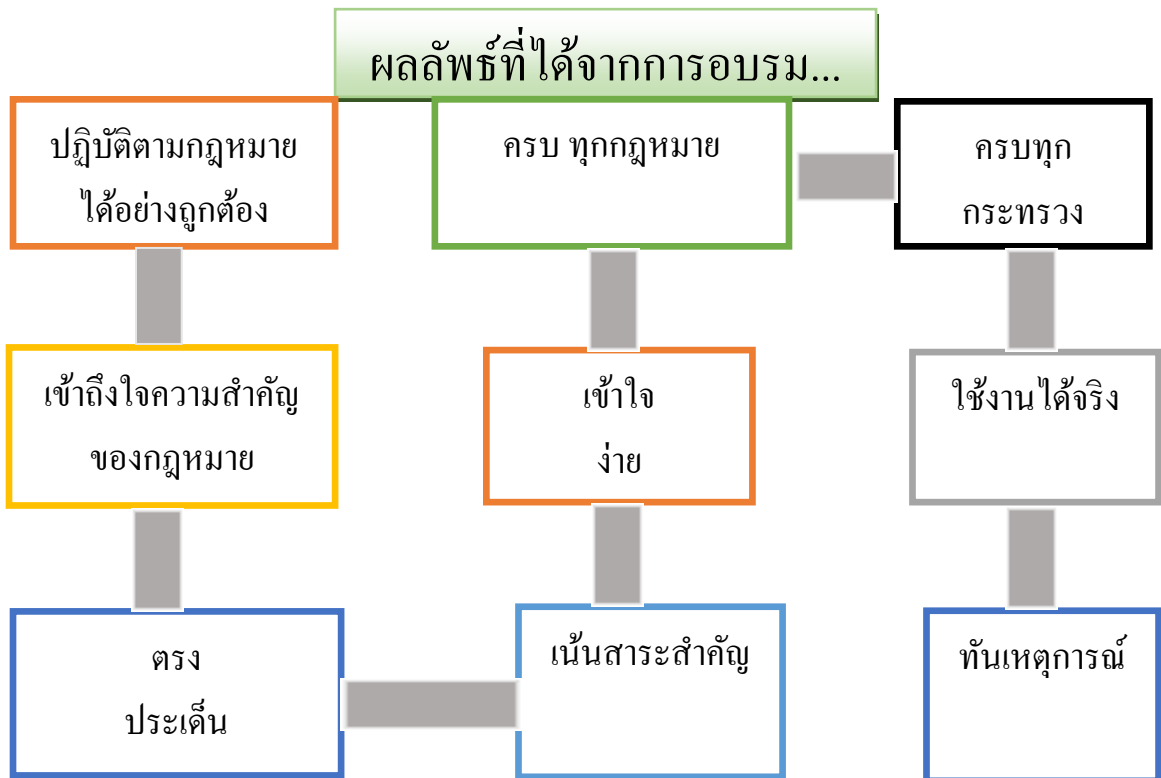 ผลลัพธ์ที่ได้จากการอบรม...
ปฏิบัติตามกฎหมาย
ได้อย่างถูกต้อง
ครบ ทุกกฎหมาย
ครบทุก
กระทรวง
เข้าถึงใจความสำคัญ
ของกฎหมาย
เข้าใจ
ง่าย
ใช้งานได้จริง
ตรง
ประเด็น
เน้นสาระสำคัญ
ทันเหตุการณ์